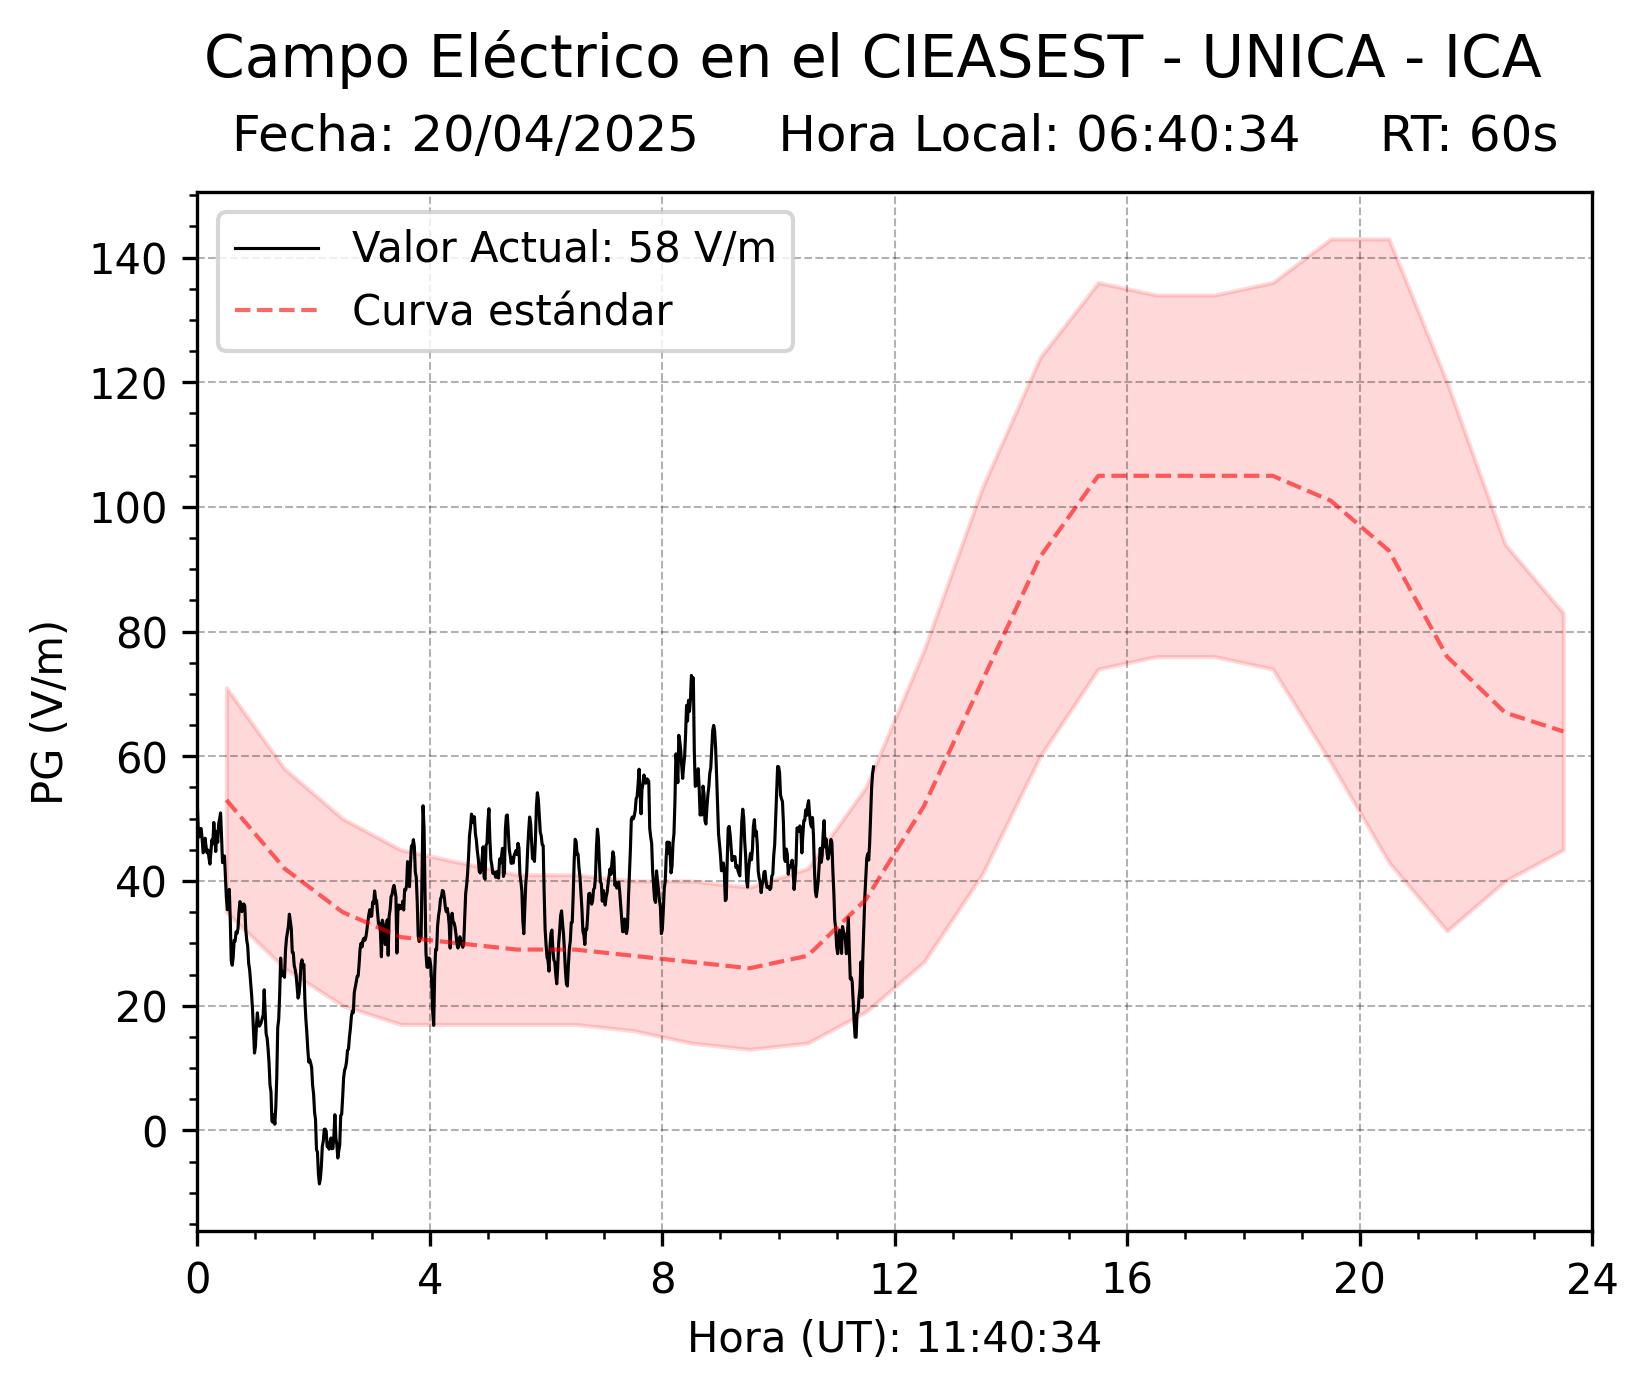 Campo Eléctrico en el CIEASEST - UNICA - ICA
Fecha: 20/04/2025 Hora Local: 06:40:34 RT: 60s
Valor Actual: 58 V/m
Curva estándar
140
120
100
80
60
40
20
0
PG (V/m)
0 4 8 12 16 20 24
Hora (UT): 11:40:34